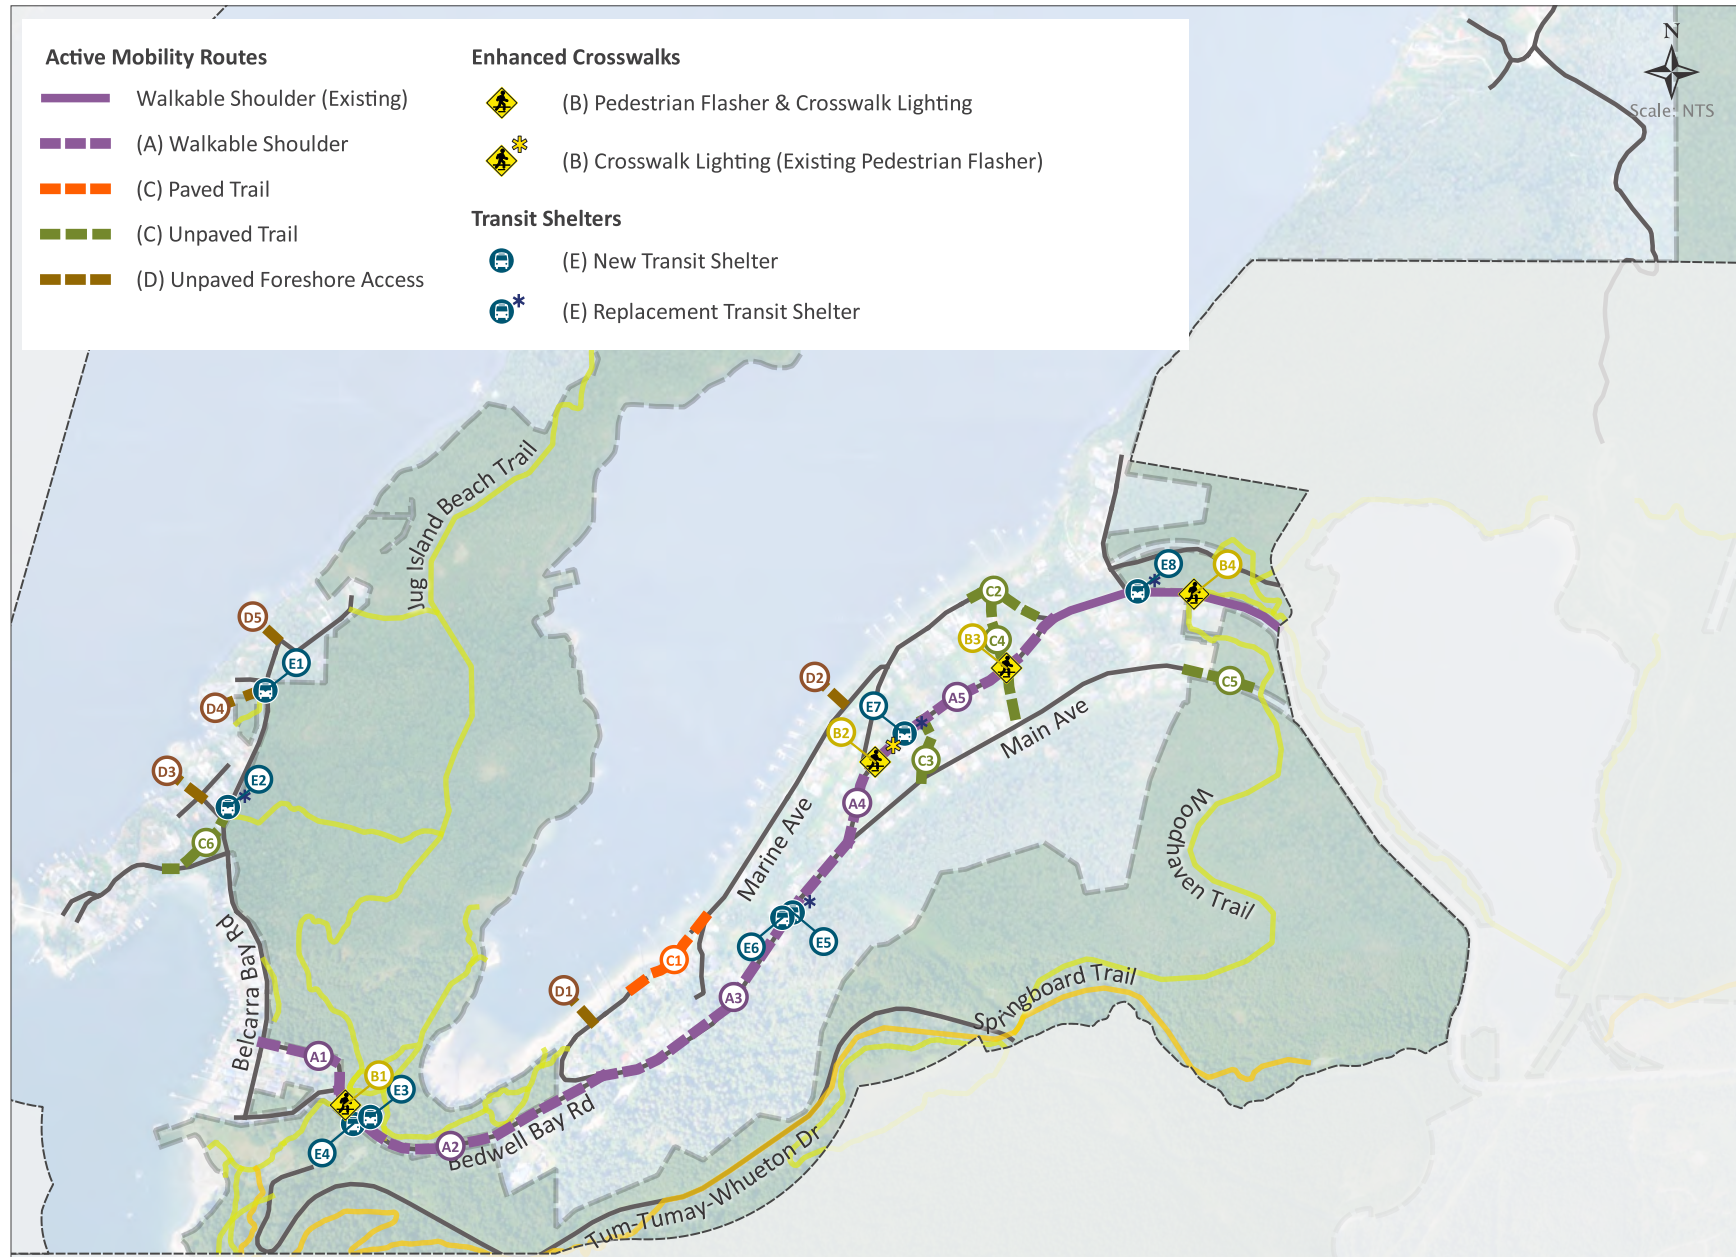 Active Mobility Routes
Walkable Shoulder (Existing)
(A) Walkable Shoulder
(C) Paved Trail
(C) Unpaved Trail
(D) Unpaved Foreshore Access
Enhanced Crosswalks
(B) Pedestrian Flasher & Crosswalk Lighting
(B) Crosswalk Lighting (Existing Pedestrian Flasher)
Transit Shelters
(E) New Transit Shelter
(E) Replacement Transit Shelter
N
Scale: NTS
Jug Island Beach Trail
E8
B4
C2
D5
B3
C4
E1
D2
C5
A5
D4
E7
Main Ave
B2
C3
D3
E2
A4
Woodhaven Trail
C6
Marine Ave
Belcarra Bay Rd
E6
E5
C1
D1
A3
Springboard Trail
A1
B1
E3
E4
A2
Bedwell Bay Rd
Tum-Tumay-Whueton Dr